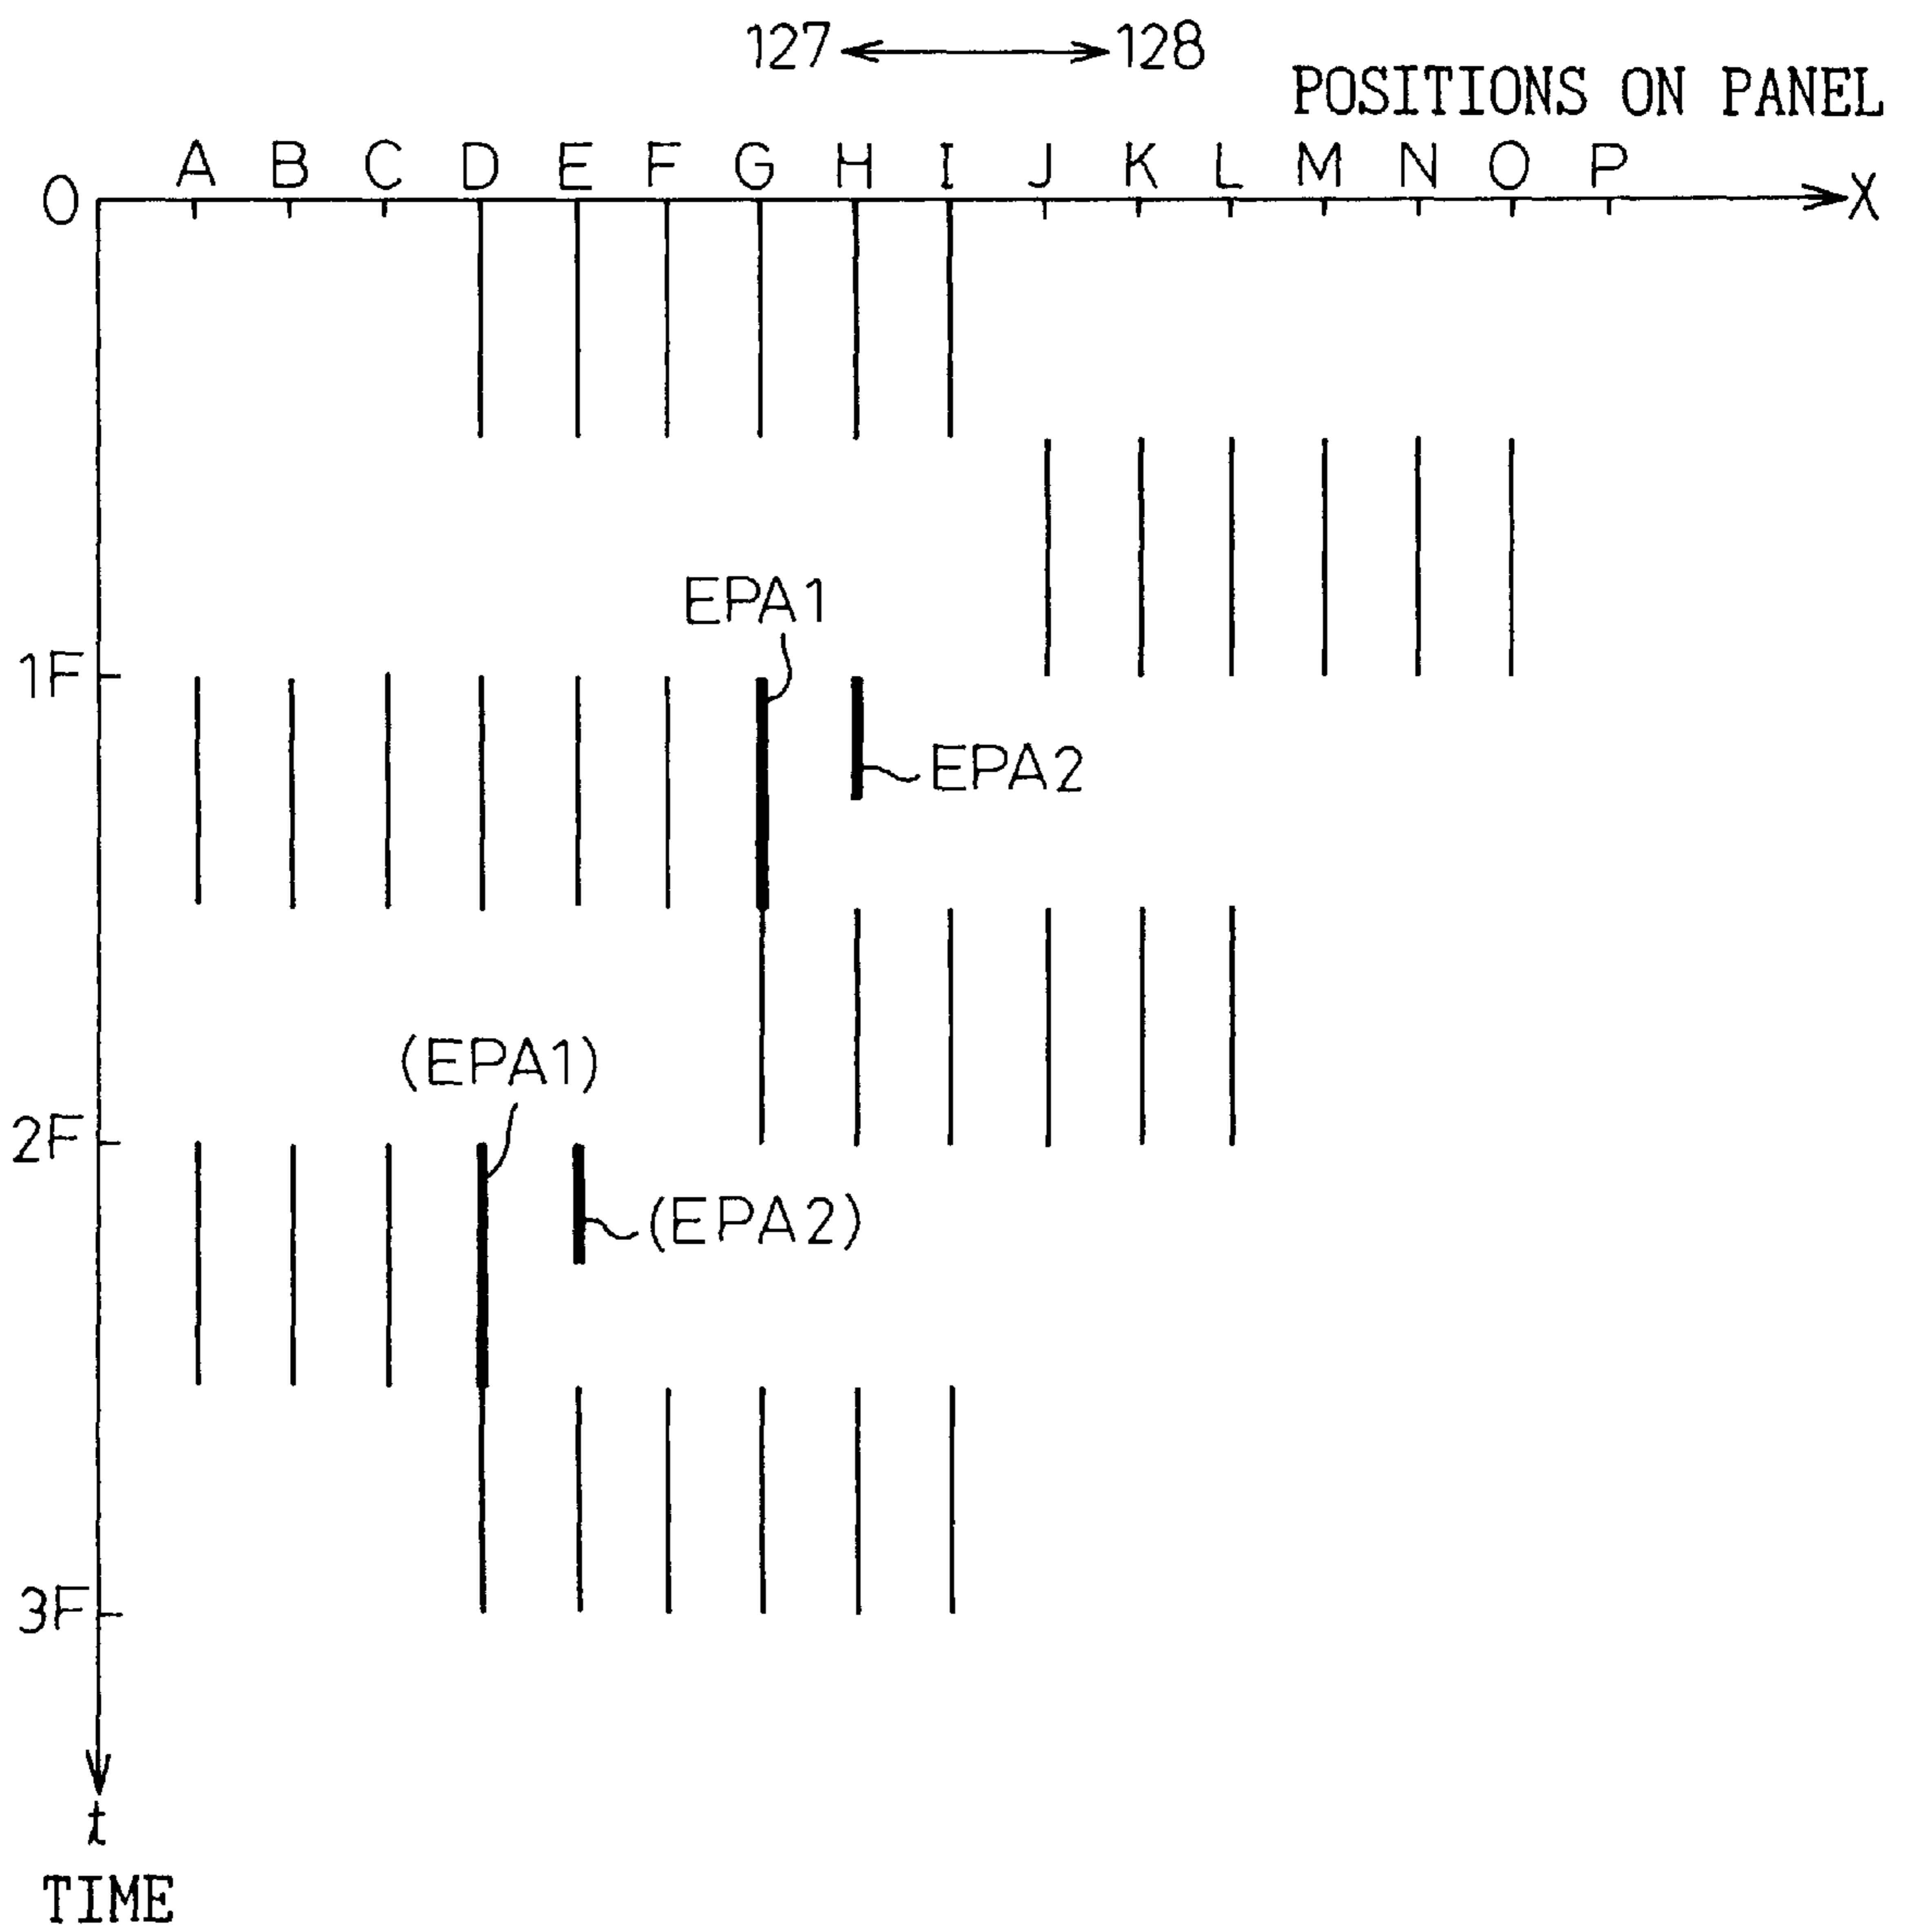 127 128
POSITIONS ON PANEL
A B C D E F G H I J K L M N O P
0 X
EPA1
1F
EPA2
(EPA1)
2F
(EPA2)
3F
t
TIME